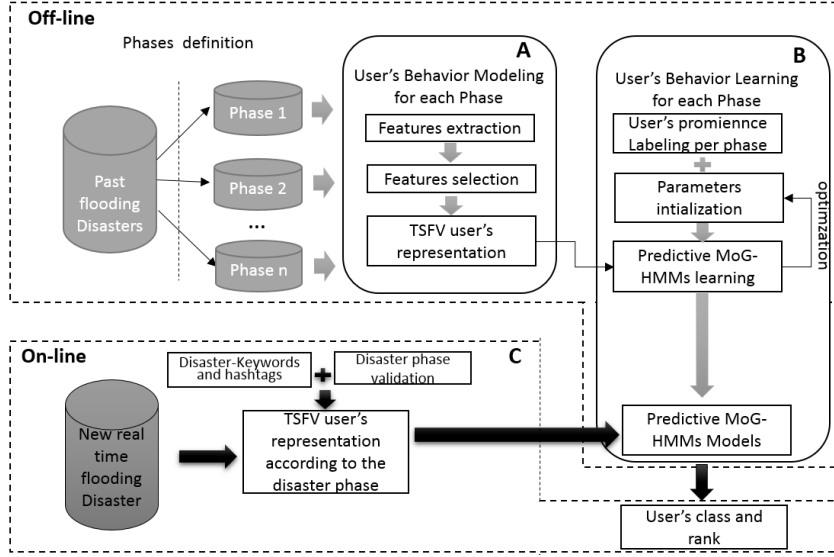 Off-line
Phases definition
Past
flooding
Disasters
Phase 1
Phase 2
...
Phase n
A
User's Behavior Modeling
for each Phase
Features extraction
Features selection
TSFV user's
representation
B
User's Behavior Learning
for each Phase
User's promiennce
Labeling per phase
Parameters
intialization
optimzation
Predictive MoG-
HMMs learning
Predictive MoG-
HMMs Models
On-line
C
Disaster-Keywords
and hashtags
Disaster phase
validation
New real
time
flooding
Disaster
TSFV user's
representation
according to the
disaster phase
User's class and
rank